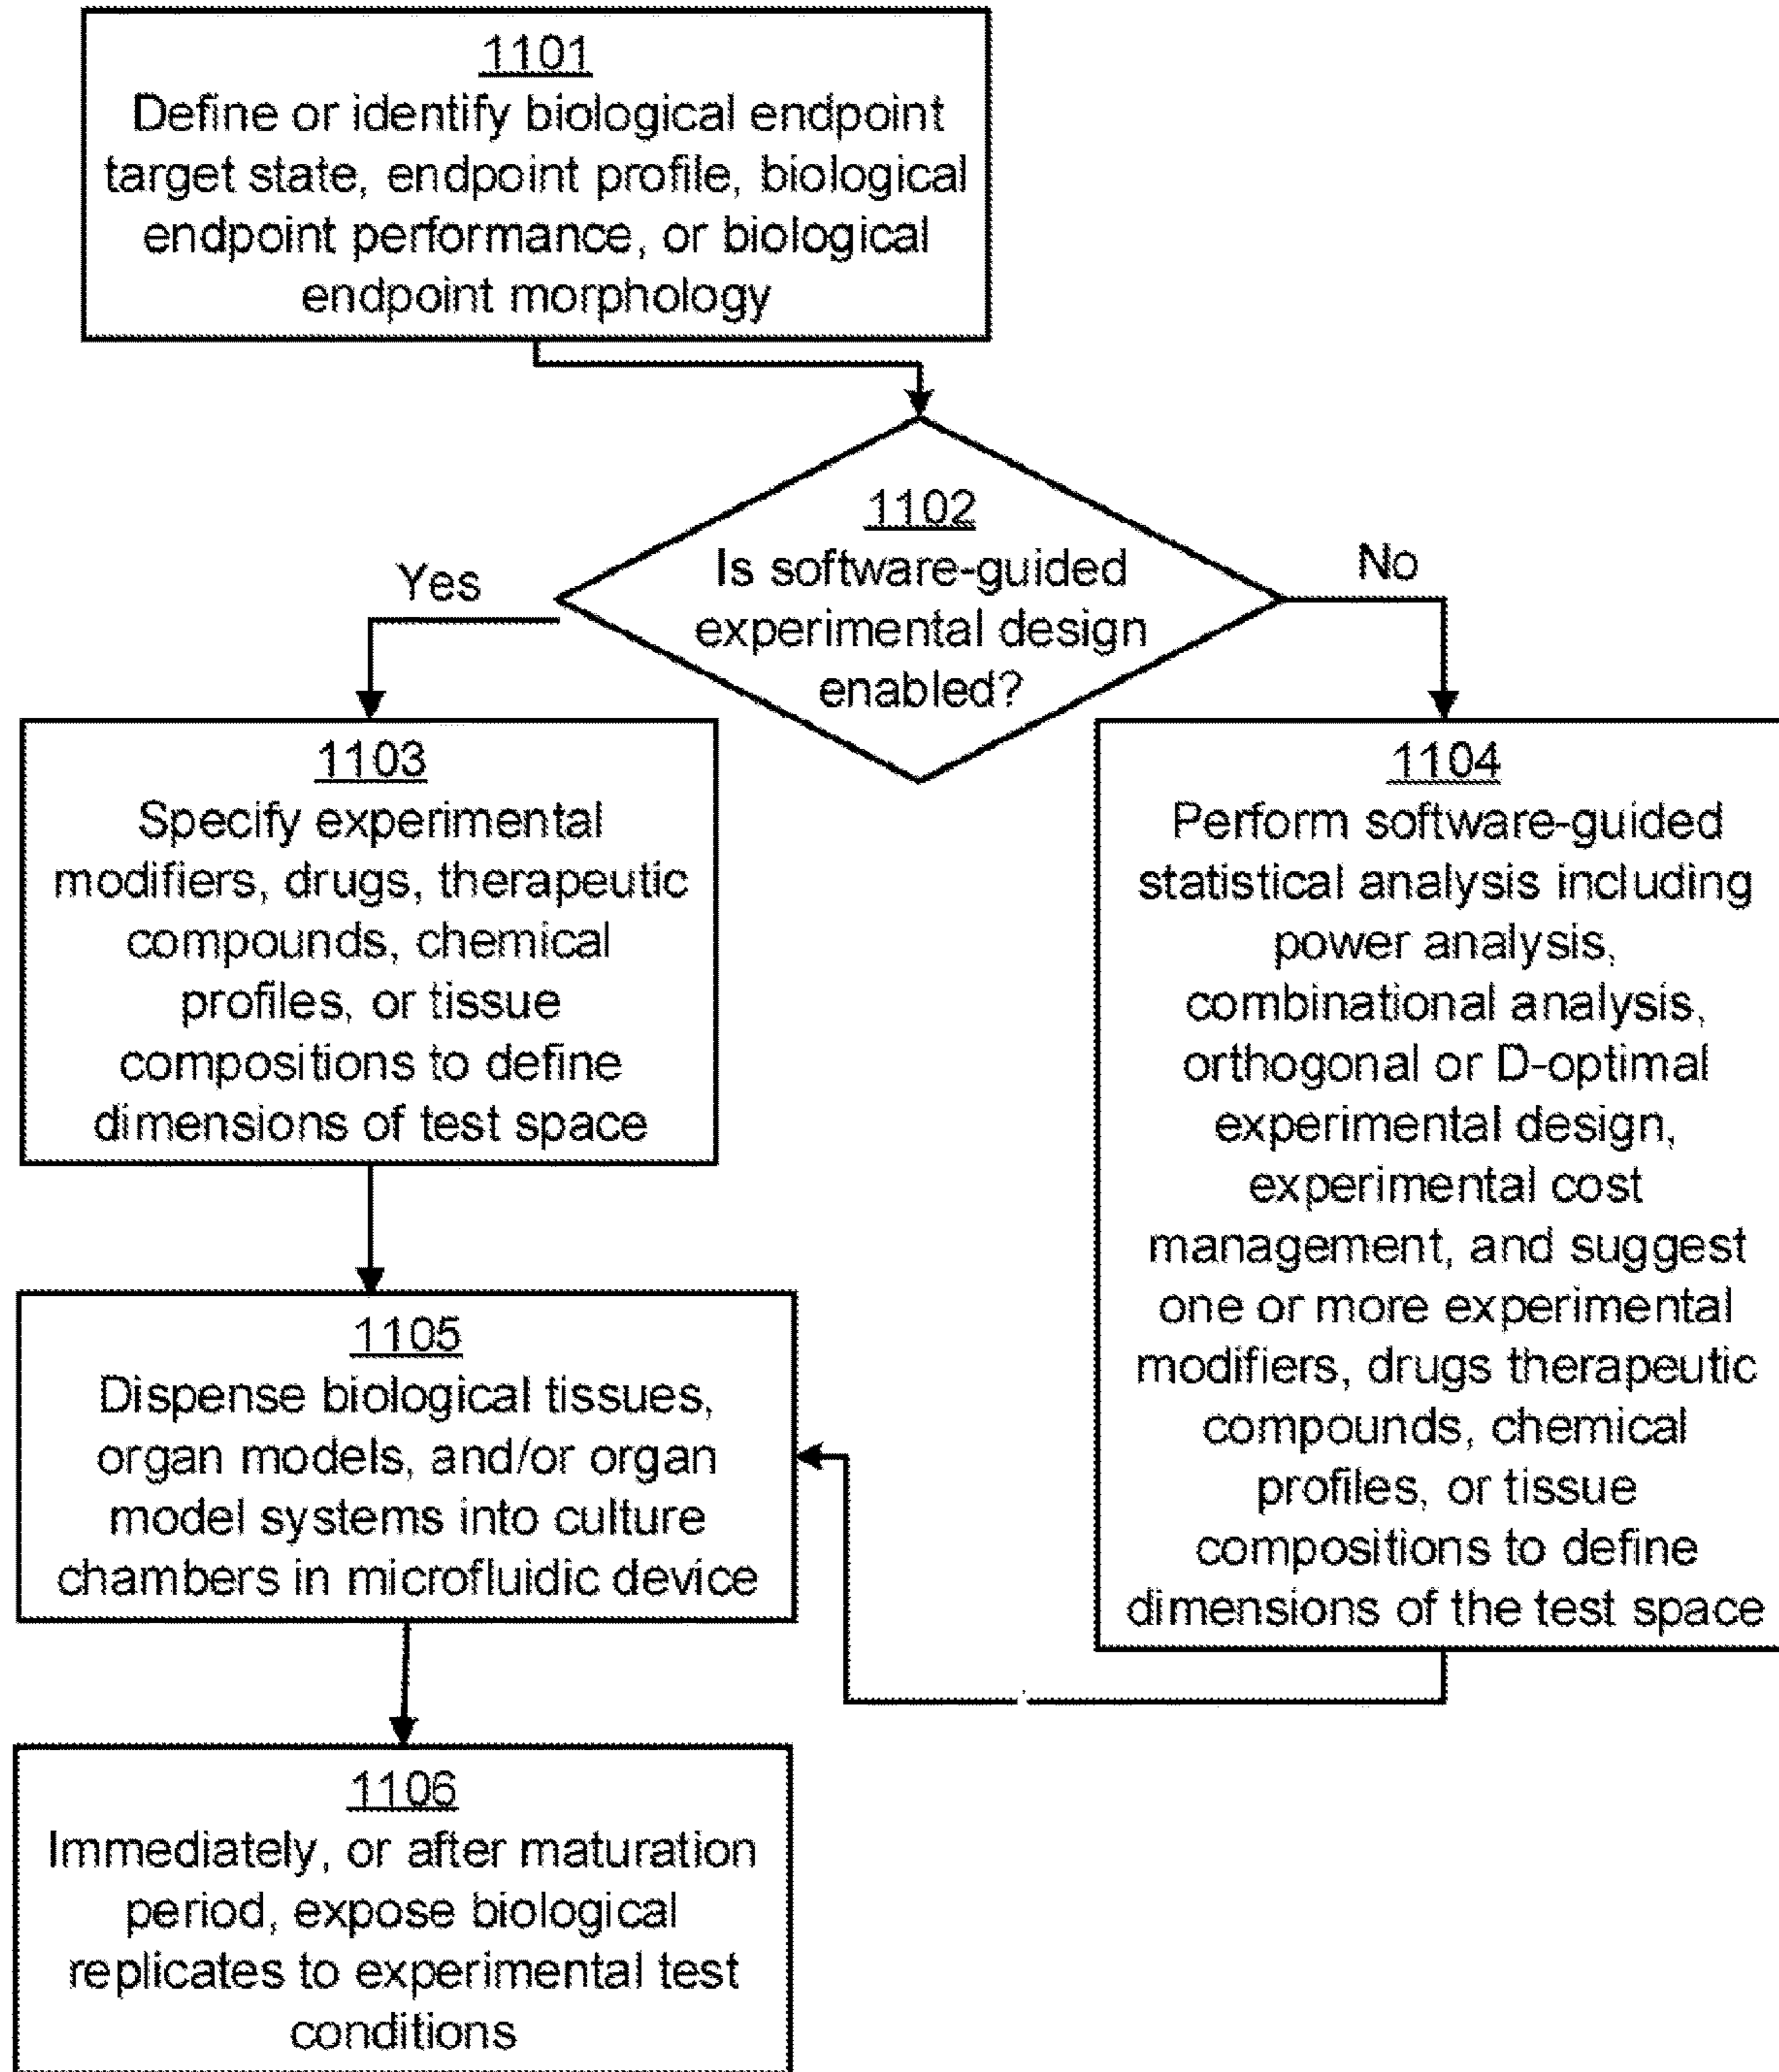 1101
Define or identify biological endpoint
target state, endpoint profile, biological
endpoint performance, or biological
endpoint morphology
1102
Is software-guided
experimental design
enabled?
Yes
No
1103
Specify experimental
modifiers, drugs, therapeutic
compounds, chemical
profiles, or tissue
compositions to define
dimensions of test space
1104
Perform software-guided
statistical analysis including
power analysis,
combinational analysis,
orthogonal or D-optimal
experimental design,
experimental cost
management, and suggest
one or more experimental
modifiers, drugs therapeutic
compounds, chemical
profiles, or tissue
compositions to define
dimensions of the test space
1105
Dispense biological tissues,
organ models, and/or organ
model systems into culture
chambers in microfluidic device
1106
Immediately, or after maturation
period, expose biological
replicates to experimental test
conditions